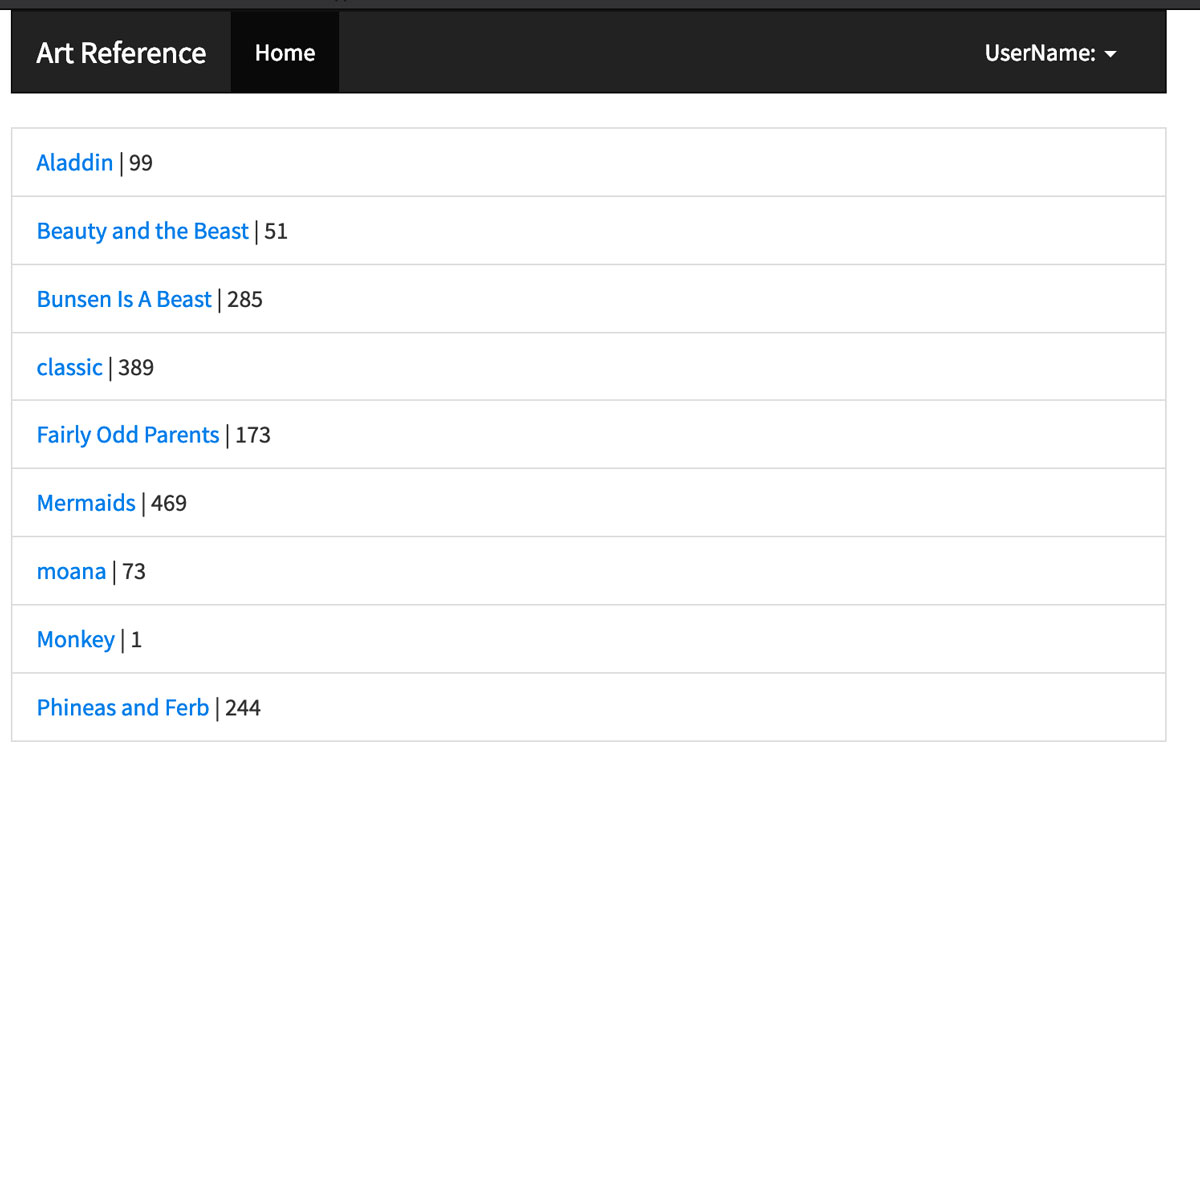 Art Reference Home UserName:
Aladdin | 99
Beauty and the Beast | 51
Bunsen Is A Beast | 285
classic | 389
Fairly Odd Parents | 173
Mermaids | 469
moana | 73
Monkey | 1
Phineas and Ferb | 244